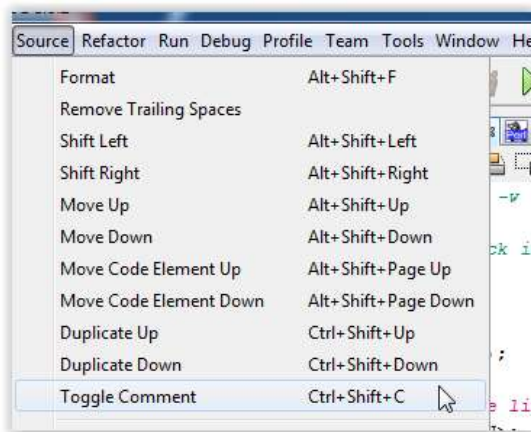 Source Refactor Run Debug Profile Team Tools Window He
Format Alt+Shift+F
Remove Trailing Spaces
Shift Left Alt+Shift+Left
Shift Right Alt+Shift+Right
Move Up Alt+Shift+Up
-w
Move Down Alt+Shift+Down
ck i
Move Code Element Up Alt+Shift+Page Up
Move Code Element Down Alt+Shift+Page Down
Duplicate Up Ctrl+Shift+Up
;
Duplicate Down Ctrl+Shift+Down
Toggle Comment Ctrl+Shift+C
e li